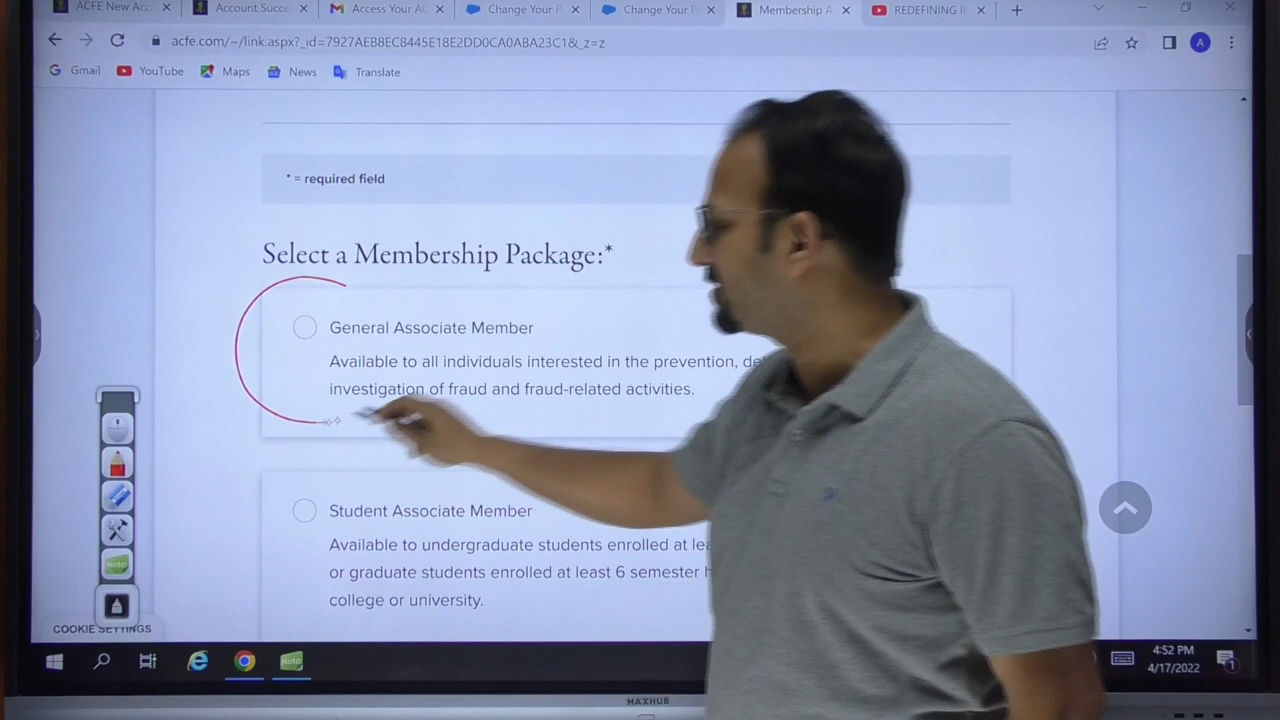 ACFE New Acc
Account Succe
Access Your AC
Change Your P
Change Your P
Membership A
REDEFINING I
acfe.com/~/link.aspx?_id=7927AEB8EC8445E18E2DD0CA0ABA23C1&_z=z
A
Gmail YouTube Maps News Translate
* = required field
Select a Membership Package:*
General Associate Member
Available to all individuals interested in the prevention, de
investigation of fraud and fraud-related activities.
Student Associate Member
Available to undergraduate students enrolled at lea
or graduate students enrolled at least 6 semester h
college or university.
Note
COOKIE SETTINGS
Note
4:52 PM
4/17/2022
1
MAXHUB